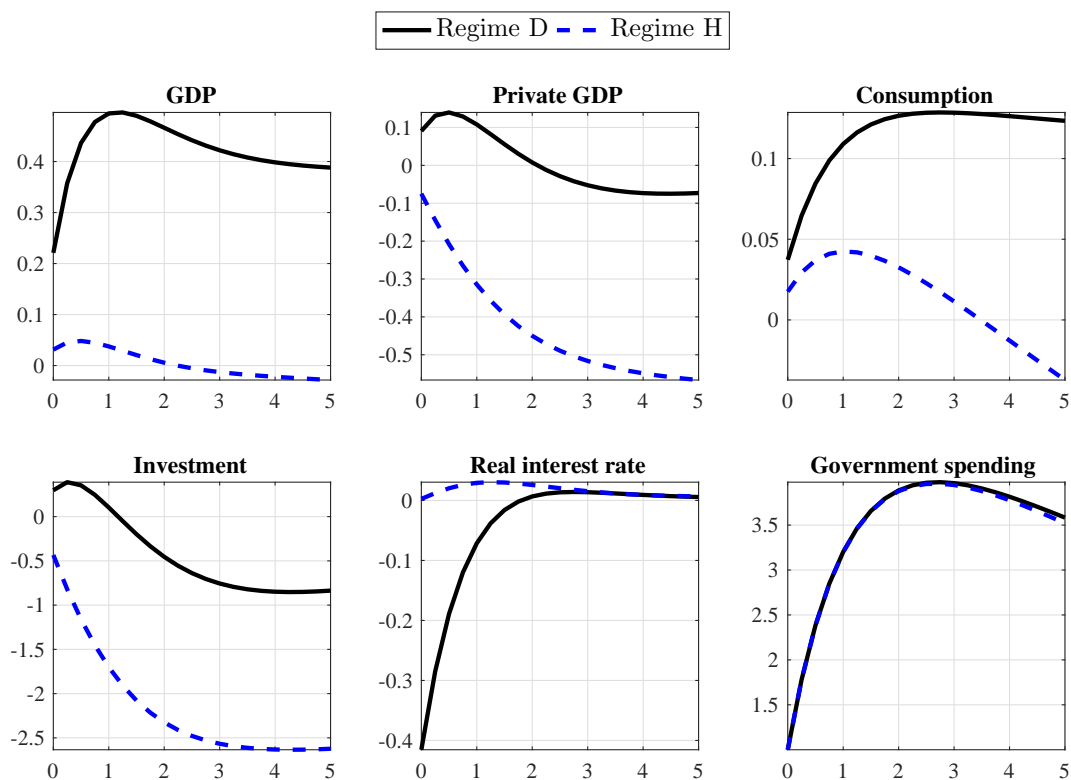 Regime D Regime H
GDP
0.4
0.3
0.2
0.1
0
0 1 2 3 4 5
Private GDP
0.1
0
-0.1
-0.2
-0.3
-0.4
-0.5
0 1 2 3 4 5
Consumption
0.1
0.05
0
0 1 2 3 4 5
Investment
0
-0.5
-1
-1.5
-2
-2.5
0 1 2 3 4 5
Real interest rate
0
-0.1
-0.2
-0.3
-0.4
0 1 2 3 4 5
Government spending
3.5
3
2.5
2
1.5
0 1 2 3 4 5